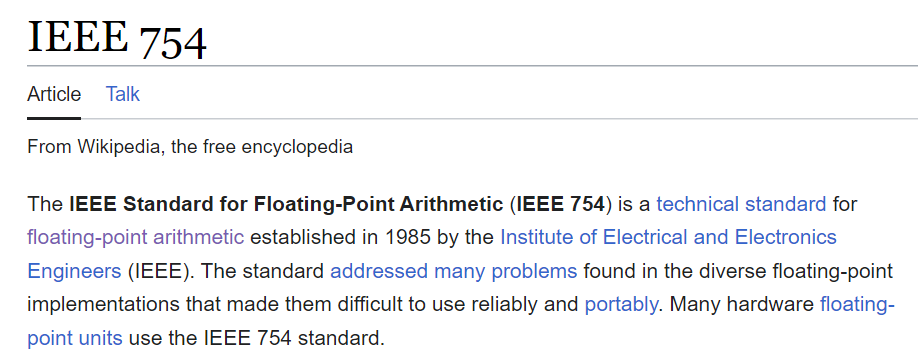 IEEE 754
Article Talk
From Wikipedia, the free encyclopedia
The IEEE Standard for Floating-Point Arithmetic (IEEE 754) is a technical standard for
floating-point arithmetic established in 1985 by the Institute of Electrical and Electronics
Engineers (IEEE). The standard addressed many problems found in the diverse floating-point
implementations that made them difficult to use reliably and portably. Many hardware floating-
point units use the IEEE 754 standard.